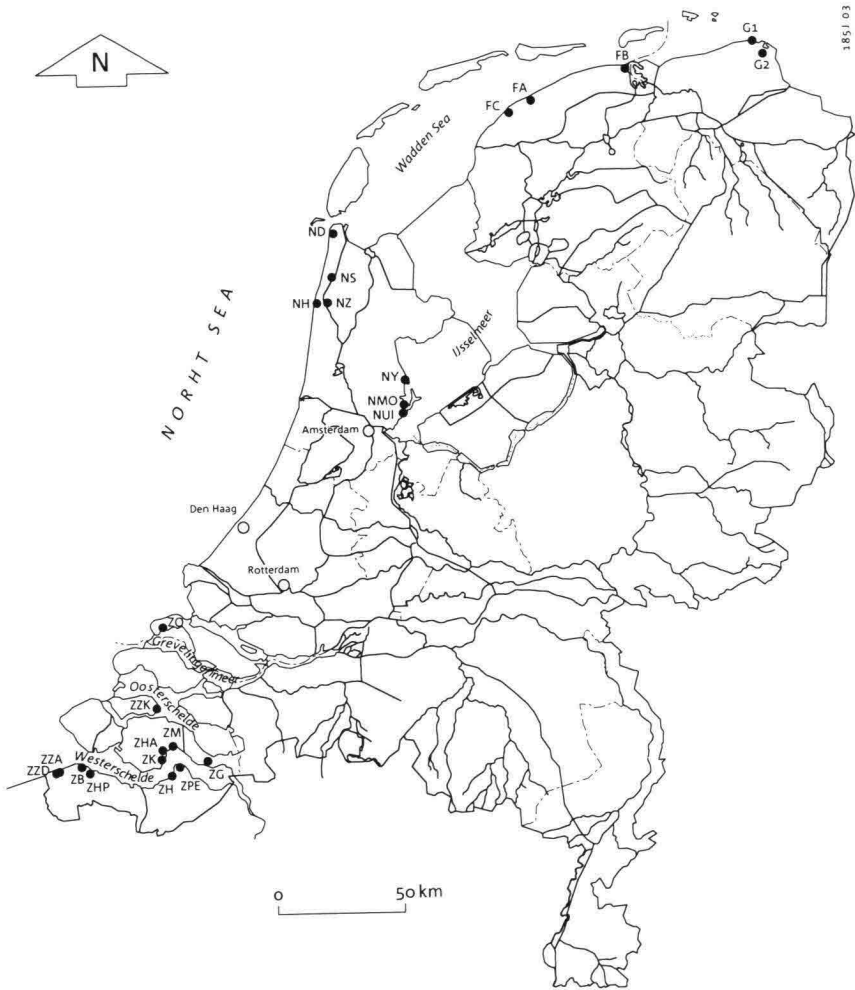 N
1851 03
G1
G2
FB
FA
FC
Wadden Sea
ND
NS
NH
NZ
NORHT SEA
IJsselmeer
NY
NMO
NUI
Amsterdam
Den Haag
Rotterdam
ZO
Grevelingenmeer
Oosterschelde
ZZK
ZM
ZHA
ZK
ZG
ZZA
ZZD
Westerschelde
ZB
ZHP
ZH
ZPE
0 50 km